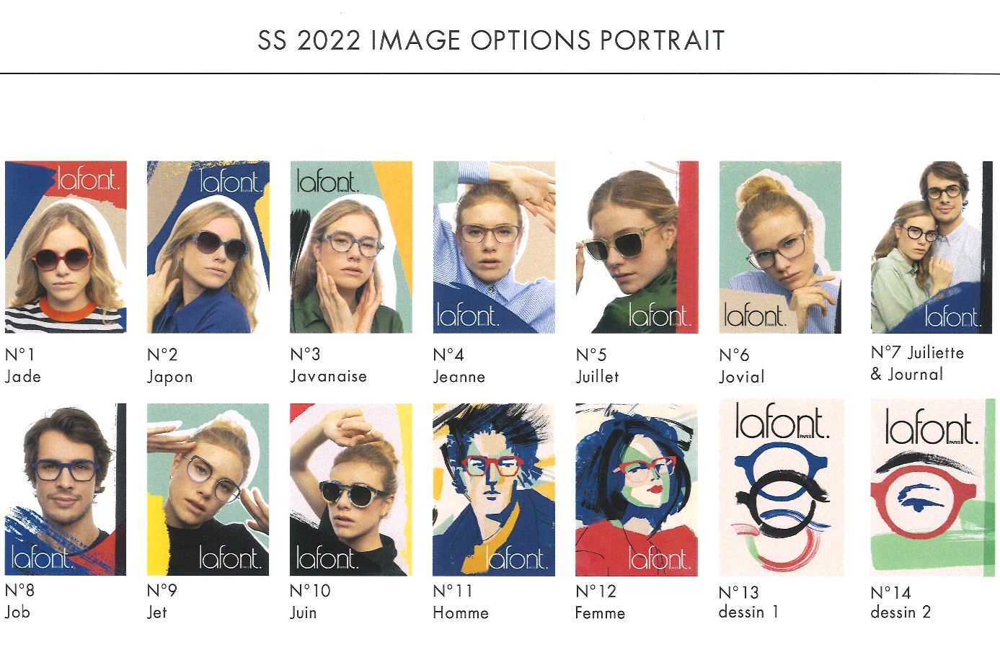 SS 2022 IMAGE OPTIONS PORTRAIT
lafont.
lafont.
lafont.
lafont.
lafont.
lafont.
lafont.
N°1
Jade
N°2
Japon
N°3
Javanaise
N°4
Jeanne
N°5
Juillet
N°6
Jovial
N°7 Juiliette
& Journal
lafont.
lafont.
lafont.
lafont.
lafont.
lafont.
PARIS
lafont.
PARIS
N°8
Job
N°9
Jet
N°10
Juin
N°11
Homme
N°12
Femme
N°13
dessin 1
N°14
dessin 2